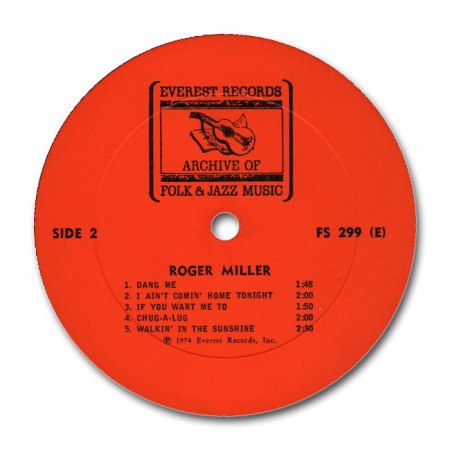 EVEREST RECORDS
ARCHIVE OF
FOLK & JAZZ MUSIC
SIDE 2
FS 299 (E)
ROGER MILLER
1. DANG ME 1:48
2. I AIN'T COMIN' HOME TONIGHT 2:00
3. IF YOU WANT ME TO 1:50
4. CHUG-A-LUG 2:00
5. WALKIN' IN THE SUNSHINE 2:30
℗ 1974 Everest Records, Inc.